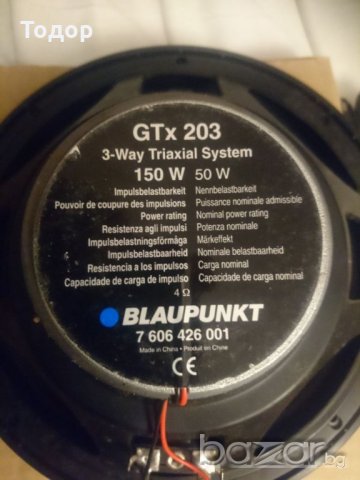 Тодор
GTx 203
3-Way Triaxial System
150 W 50 W
Impulsbelastbarkeit Nennbelastbarkeit
Pouvoir de coupure des impulsions Puissance nominale admissible
Power rating Nominal power rating
Resistenza agli impulsi Potenza nominale
Impulsbelastningsförmåga Märkeffekt
Impulsbelastbaarheid Nominale belastbaarheid
Resistencia a los impulsos Carga nominal
Capacidade de carga de impulso Capacidade de carga nominal
4 Ω
BLAUPUNKT
7 606 426 001
Made in China • Produit en Chine
CE
bazar.bg